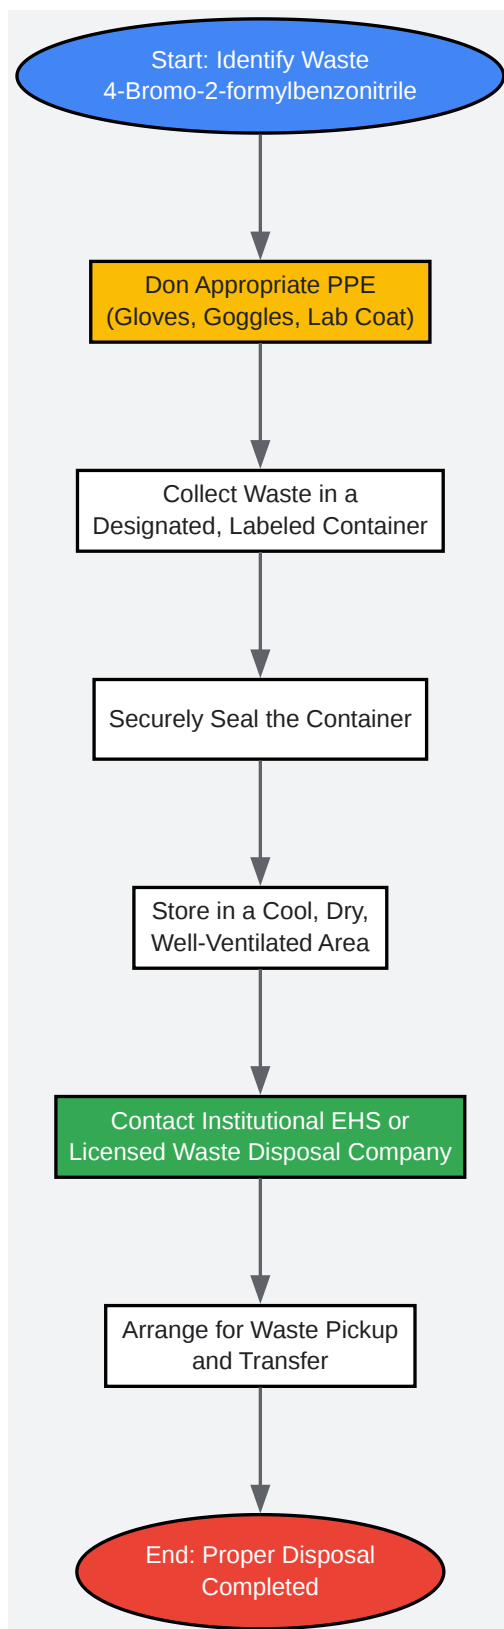 Start: Identify Waste
4-Bromo-2-formylbenzonitrile
Don Appropriate PPE
(Gloves, Goggles, Lab Coat)
Collect Waste in a
Designated, Labeled Container
Securely Seal the Container
Store in a Cool, Dry,
Well-Ventilated Area
Contact Institutional EHS or
Licensed Waste Disposal Company
Arrange for Waste Pickup
and Transfer
End: Proper Disposal
Completed